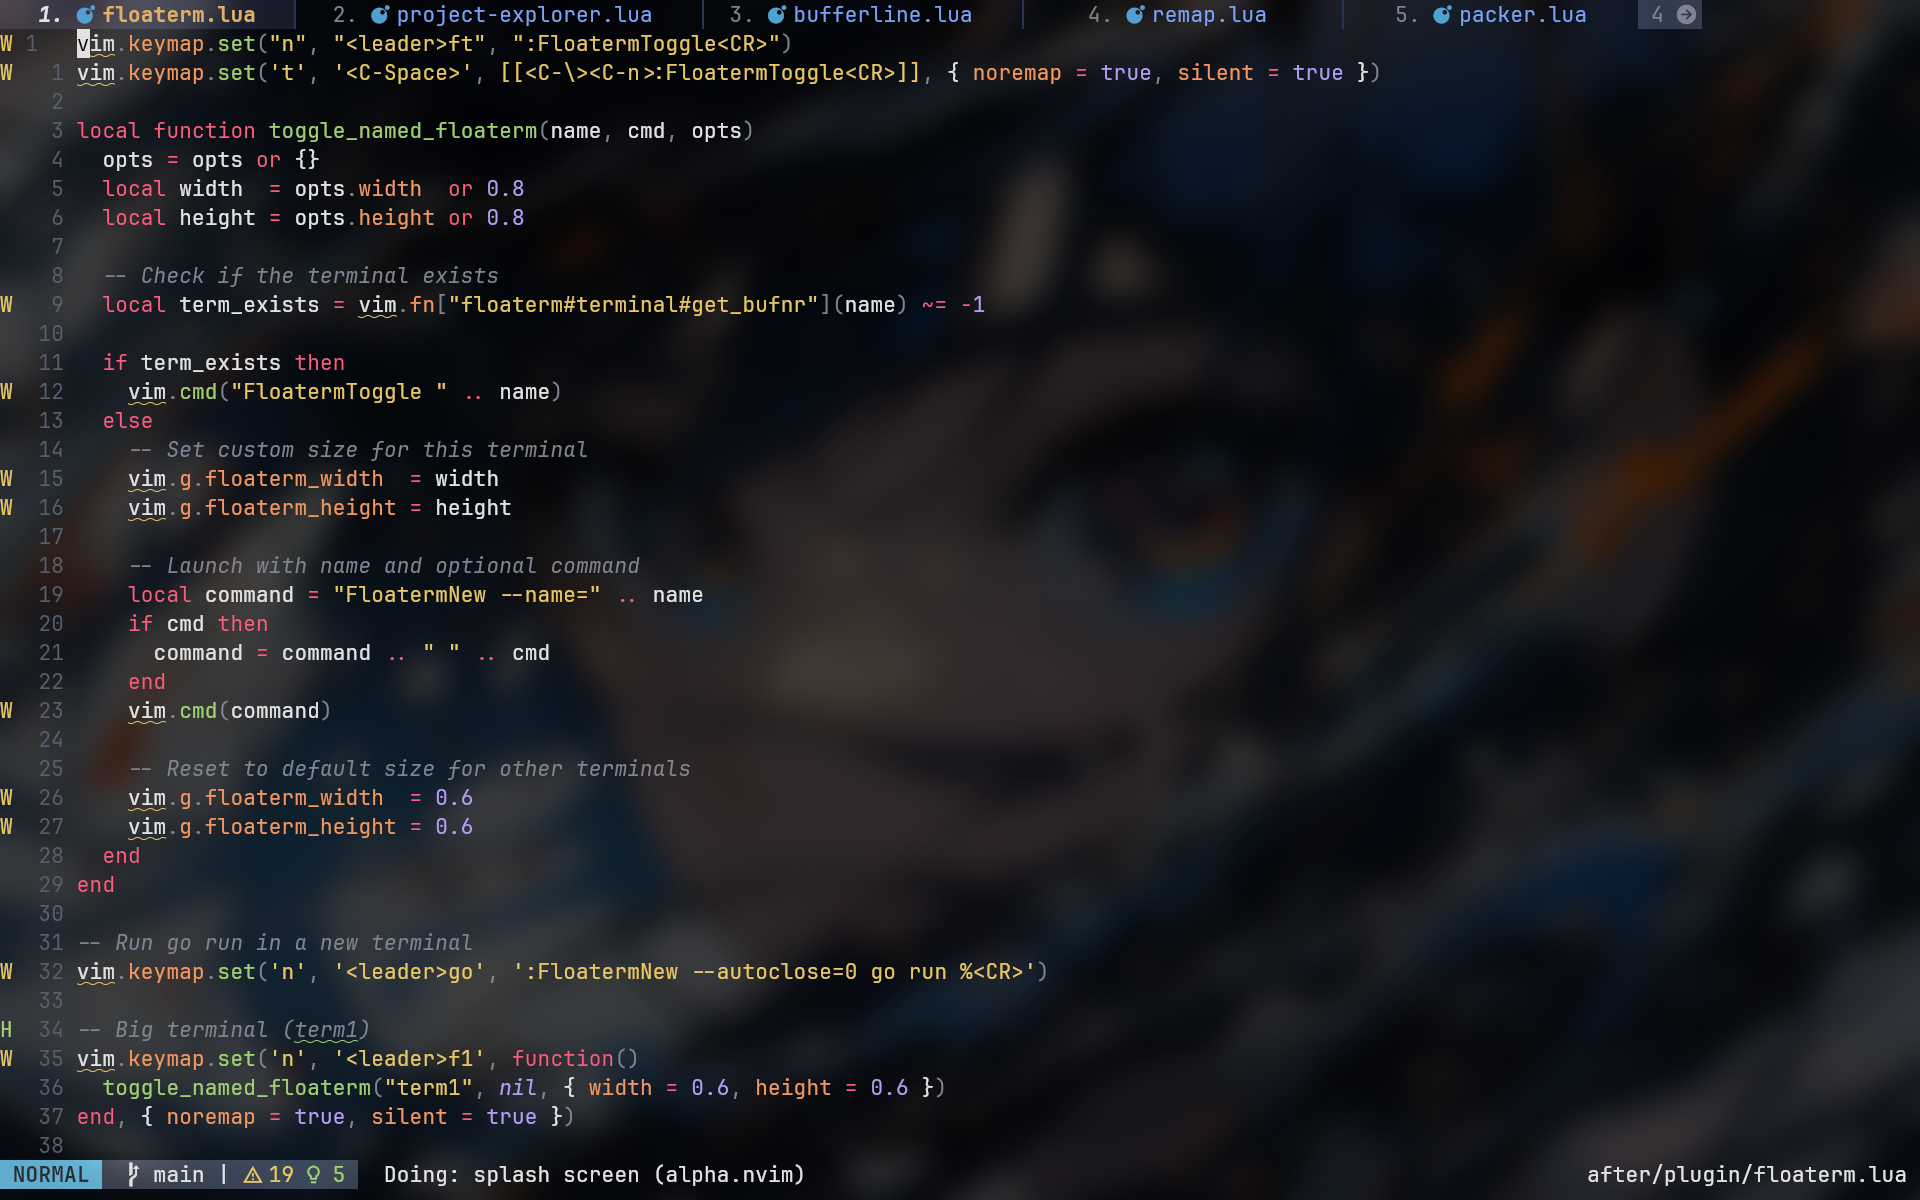 1. floaterm.lua 2. project-explorer.lua 3. bufferline.lua 4. remap.lua 5. packer.lua 4
W 1 vim.keymap.set("n", "<leader>ft", ":FloatermToggle<CR>")
W 1 vim.keymap.set('t', '<C-Space>', [[<C-\><C-n>:FloatermToggle<CR>]], { noremap = true, silent = true })
2
3 local function toggle_named_floaterm(name, cmd, opts)
4   opts = opts or {}
5   local width  = opts.width  or 0.8
6   local height = opts.height or 0.8
7
8   -- Check if the terminal exists
W 9   local term_exists = vim.fn["floaterm#terminal#get_bufnr"](name) ~= -1
10
11   if term_exists then
W 12     vim.cmd("FloatermToggle " .. name)
13   else
14     -- Set custom size for this terminal
W 15     vim.g.floaterm_width  = width
W 16     vim.g.floaterm_height = height
17
18     -- Launch with name and optional command
19     local command = "FloatermNew --name=" .. name
20     if cmd then
21       command = command .. " " .. cmd
22     end
W 23     vim.cmd(command)
24
25     -- Reset to default size for other terminals
W 26     vim.g.floaterm_width  = 0.6
W 27     vim.g.floaterm_height = 0.6
28   end
29 end
30
31 -- Run go run in a new terminal
W 32 vim.keymap.set('n', '<leader>go', ':FloatermNew --autoclose=0 go run %<CR>')
33
H 34 -- Big terminal (term1)
W 35 vim.keymap.set('n', '<leader>f1', function()
36   toggle_named_floaterm("term1", nil, { width = 0.6, height = 0.6 })
37 end, { noremap = true, silent = true })
38
NORMAL main | 19 5 Doing: splash screen (alpha.nvim) after/plugin/floaterm.lua